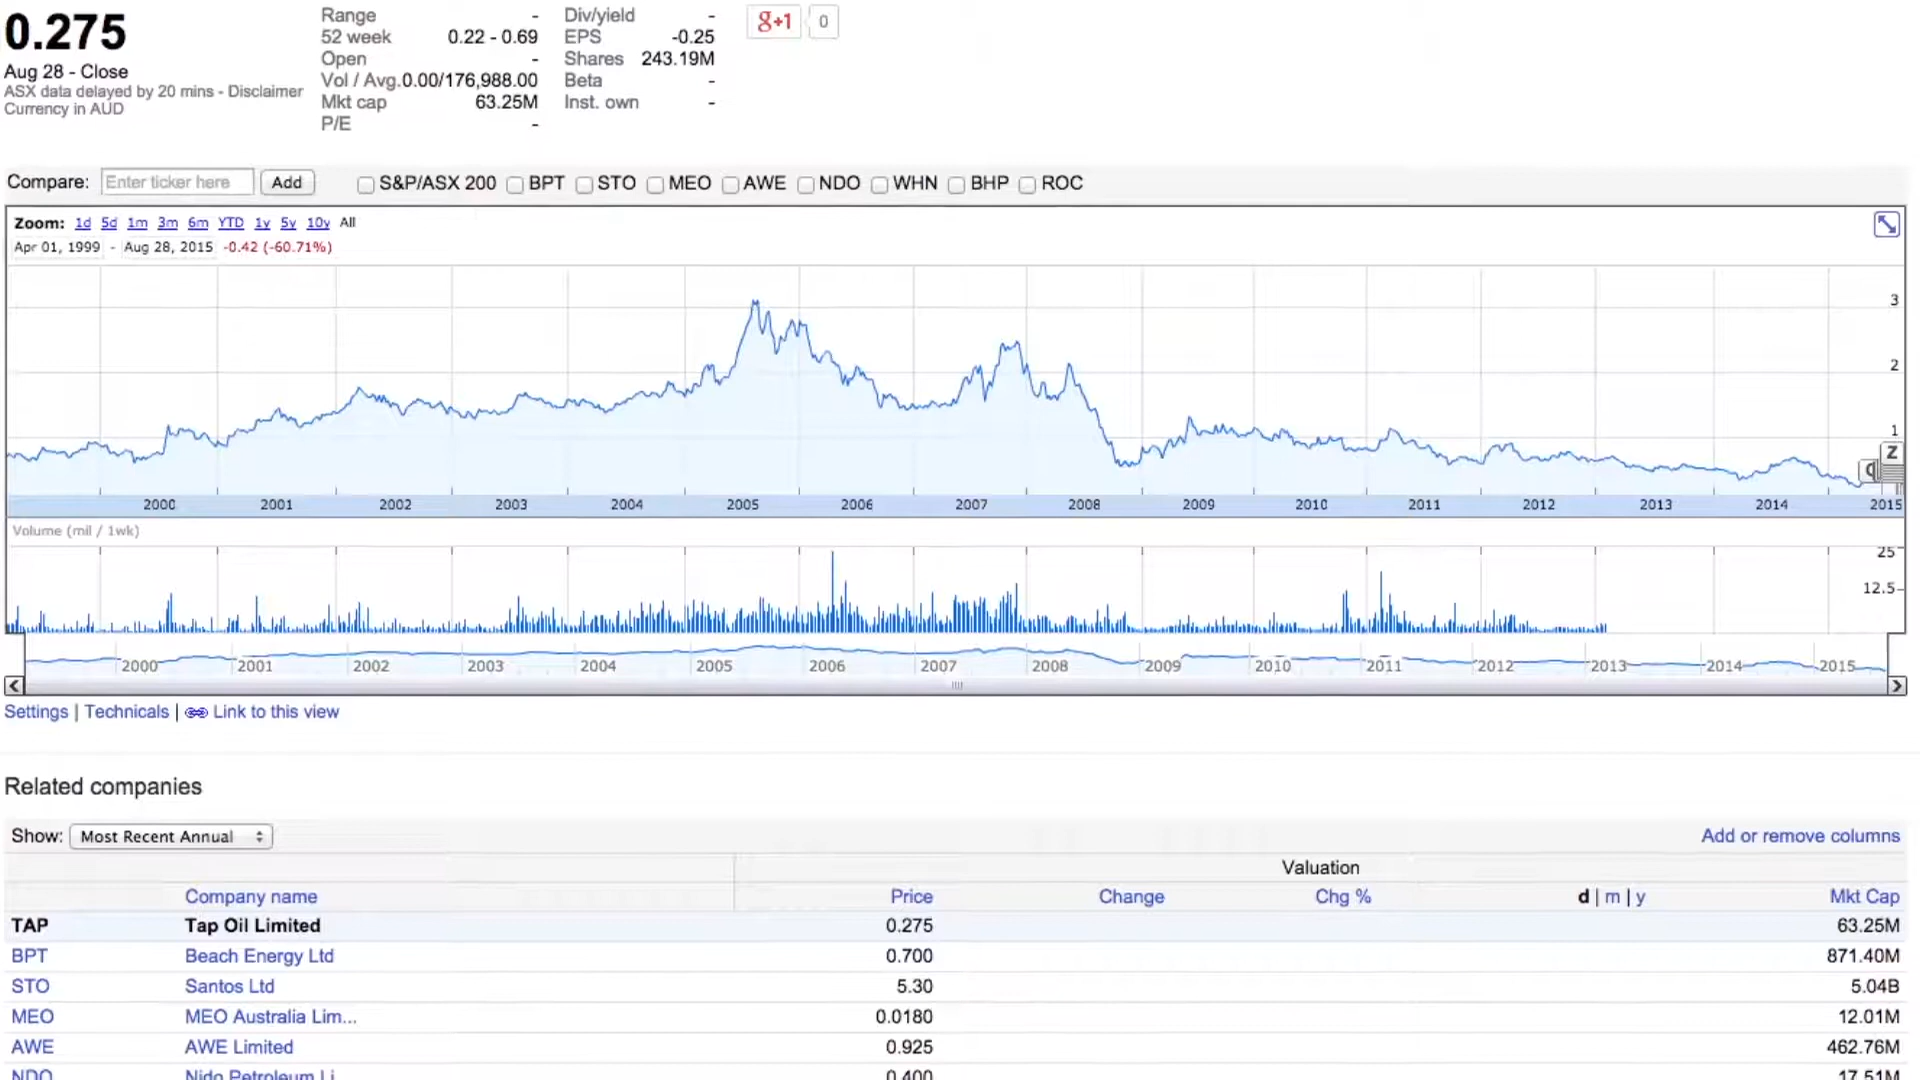 0.275
Aug 28 - Close
ASX data delayed by 20 mins - Disclaimer
Currency in AUD
Range -
52 week 0.22 - 0.69
Open -
Vol / Avg. 0.00/176,988.00
Mkt cap 63.25M
P/E -
Div/yield -
EPS -0.25
Shares 243.19M
Beta -
Inst. own -
g+1 0
Compare: Enter ticker here Add S&P/ASX 200 BPT STO MEO AWE NDO WHN BHP ROC
Zoom: 1d 5d 1m 3m 6m YTD 1y 5y 10y All
Apr 01, 1999 - Aug 28, 2015 -0.42 (-60.71%)
3
2
1
Z
2000 2001 2002 2003 2004 2005 2006 2007 2008 2009 2010 2011 2012 2013 2014 2015
Volume (mil / 1wk)
25
12.5
2000 2001 2002 2003 2004 2005 2006 2007 2008 2009 2010 2011 2012 2013 2014 2015
Settings | Technicals | Link to this view
Related companies
Show: Most Recent Annual Add or remove columns
Valuation
Company name Price Change Chg % d | m | y Mkt Cap
TAP Tap Oil Limited 0.275 63.25M
BPT Beach Energy Ltd 0.700 871.40M
STO Santos Ltd 5.30 5.04B
MEO MEO Australia Lim... 0.0180 12.01M
AWE AWE Limited 0.925 462.76M
NDO Nido Petroleum Li 0.400 17.51M